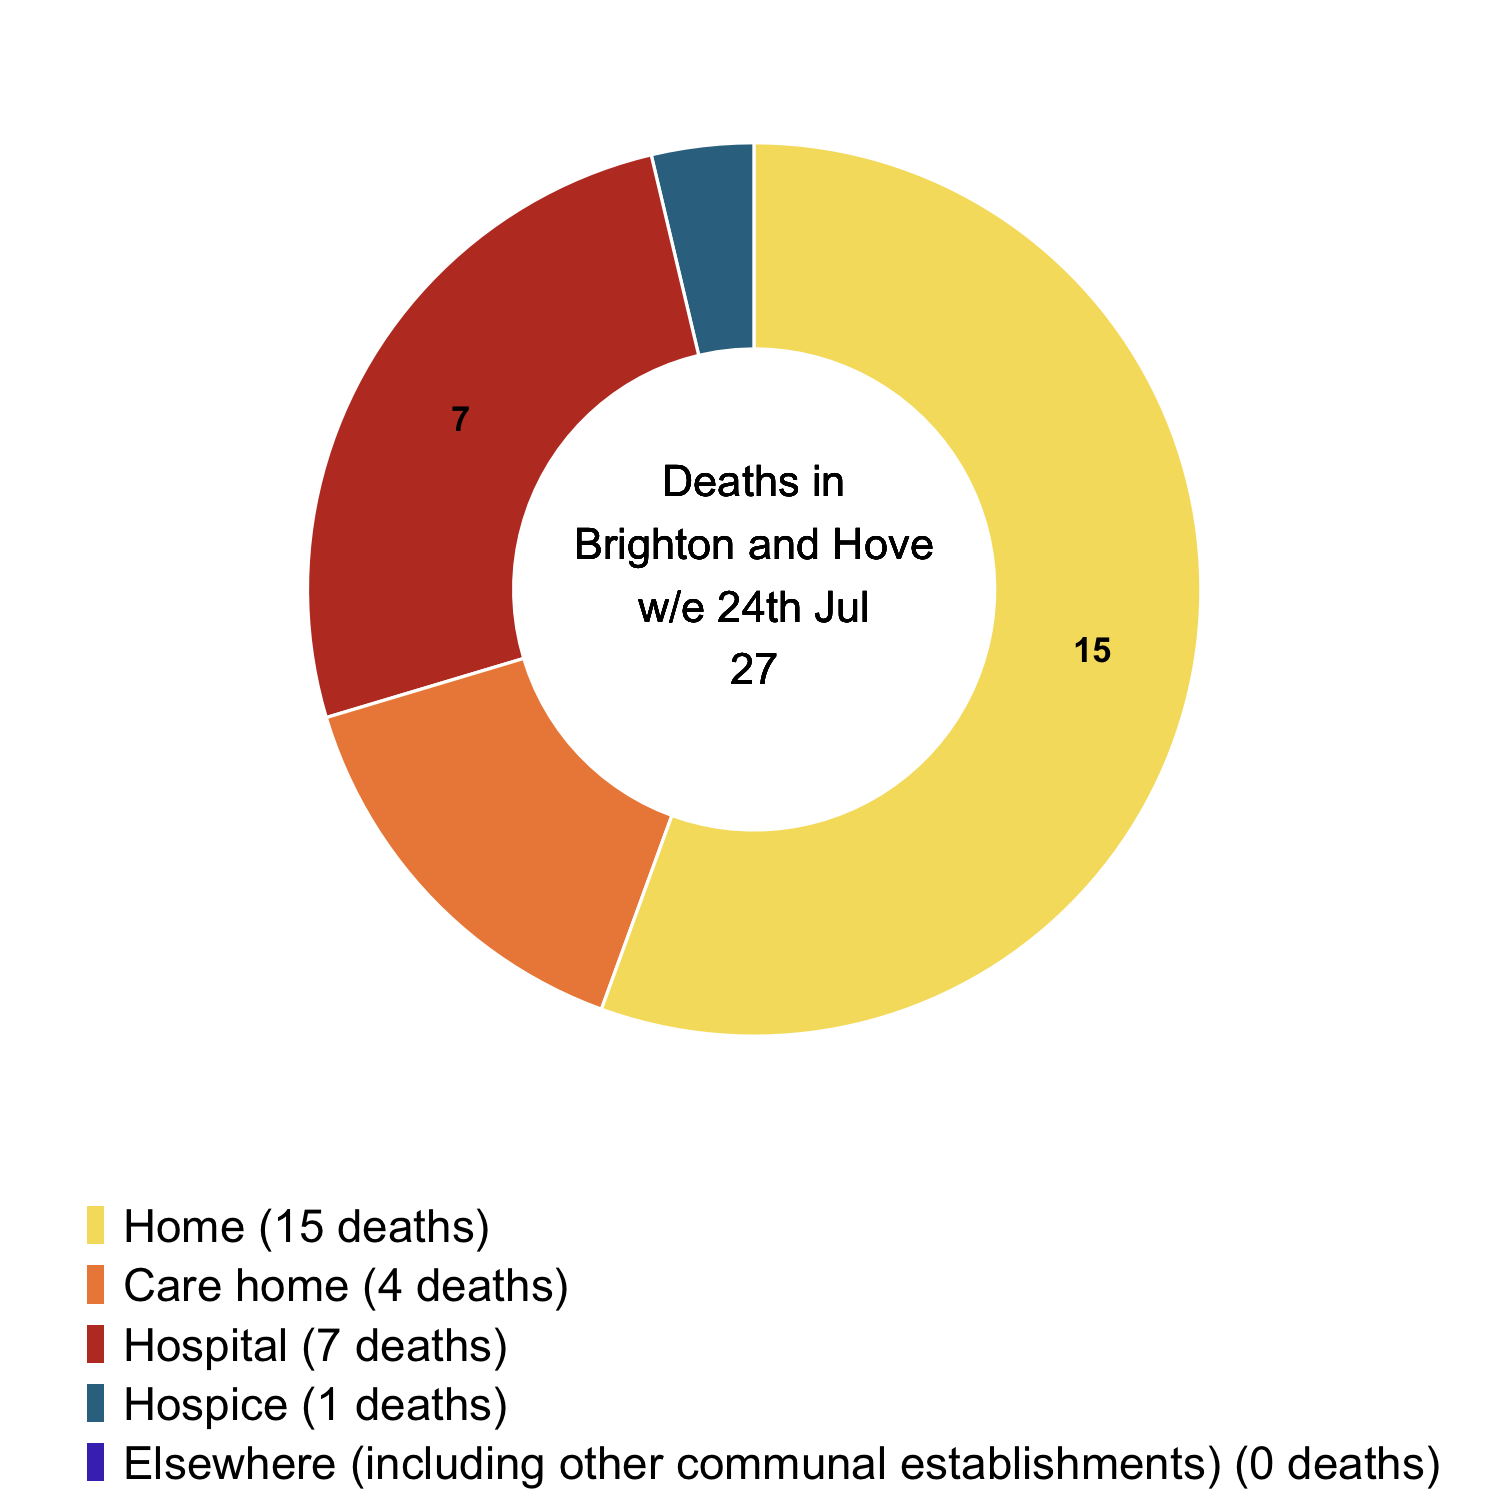 7
Deaths in
Brighton and Hove
w/e 24th Jul
27
15
Home (15 deaths)
Care home (4 deaths)
Hospital (7 deaths)
Hospice (1 deaths)
Elsewhere (including other communal establishments) (0 deaths)